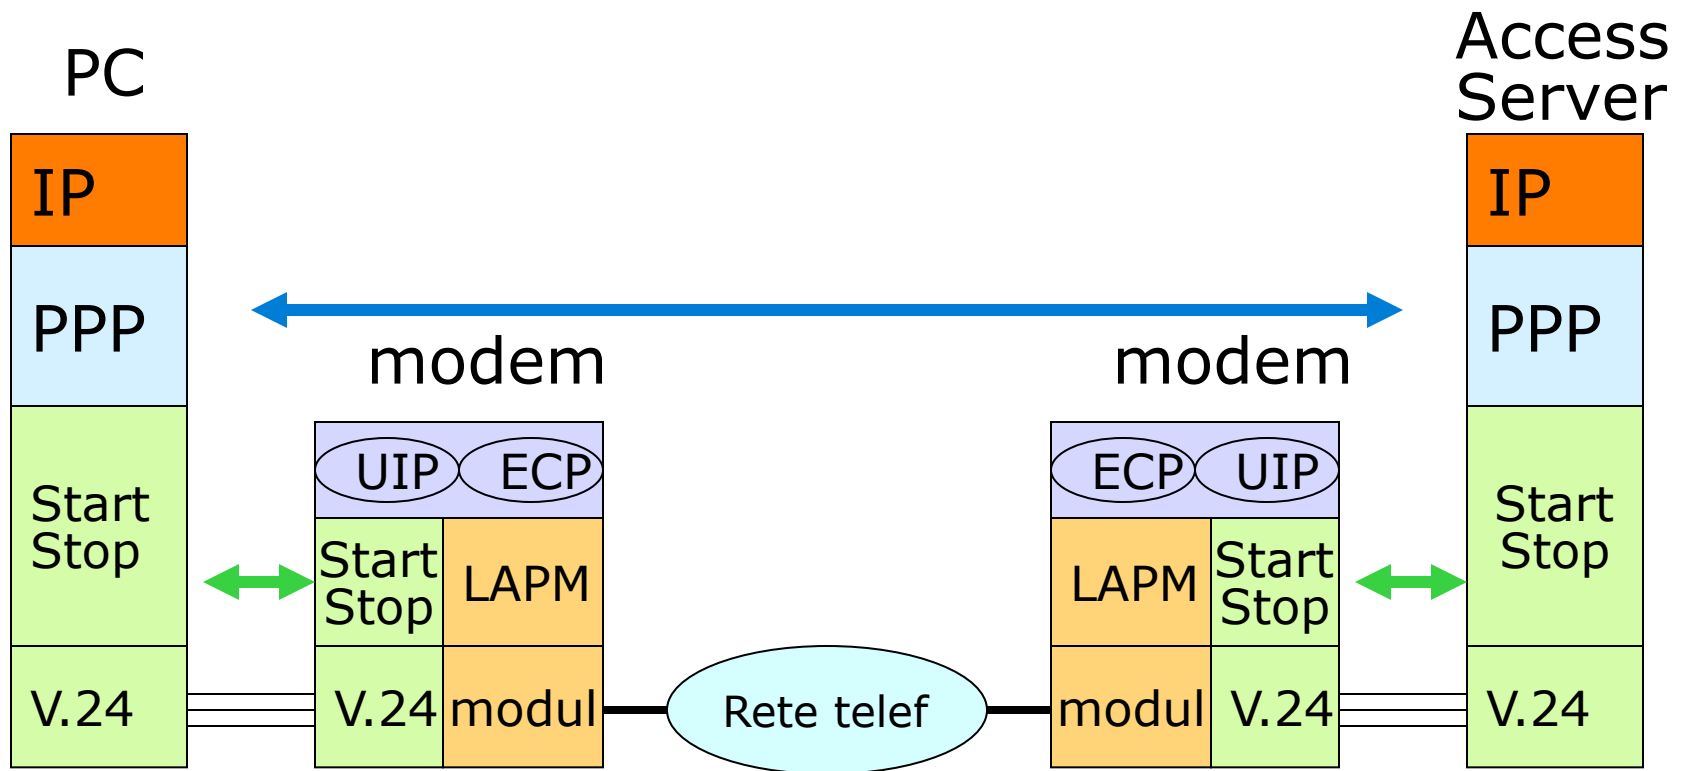 PC
Access
Server
IP
IP
PPP
PPP
modem
modem
UIP
ECP
ECP
UIP
Start
Stop
Start
Stop
LAPM
LAPM
Start
Stop
Start
Stop
V.24
V.24
modul
Rete telef
modul
V.24
V.24